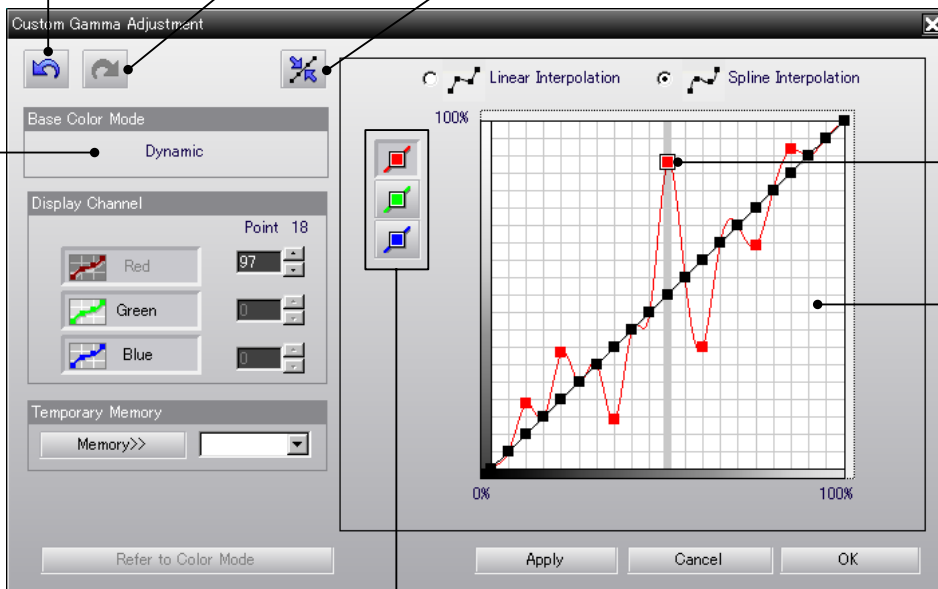 Custom Gamma Adjustment
Linear Interpolation
Spline Interpolation
Base Color Mode
Dynamic
100%
Display Channel
Point 18
Red
97
Green
0
Blue
0
Temporary Memory
Memory>>
0%
100%
Refer to Color Mode
Apply
Cancel
OK